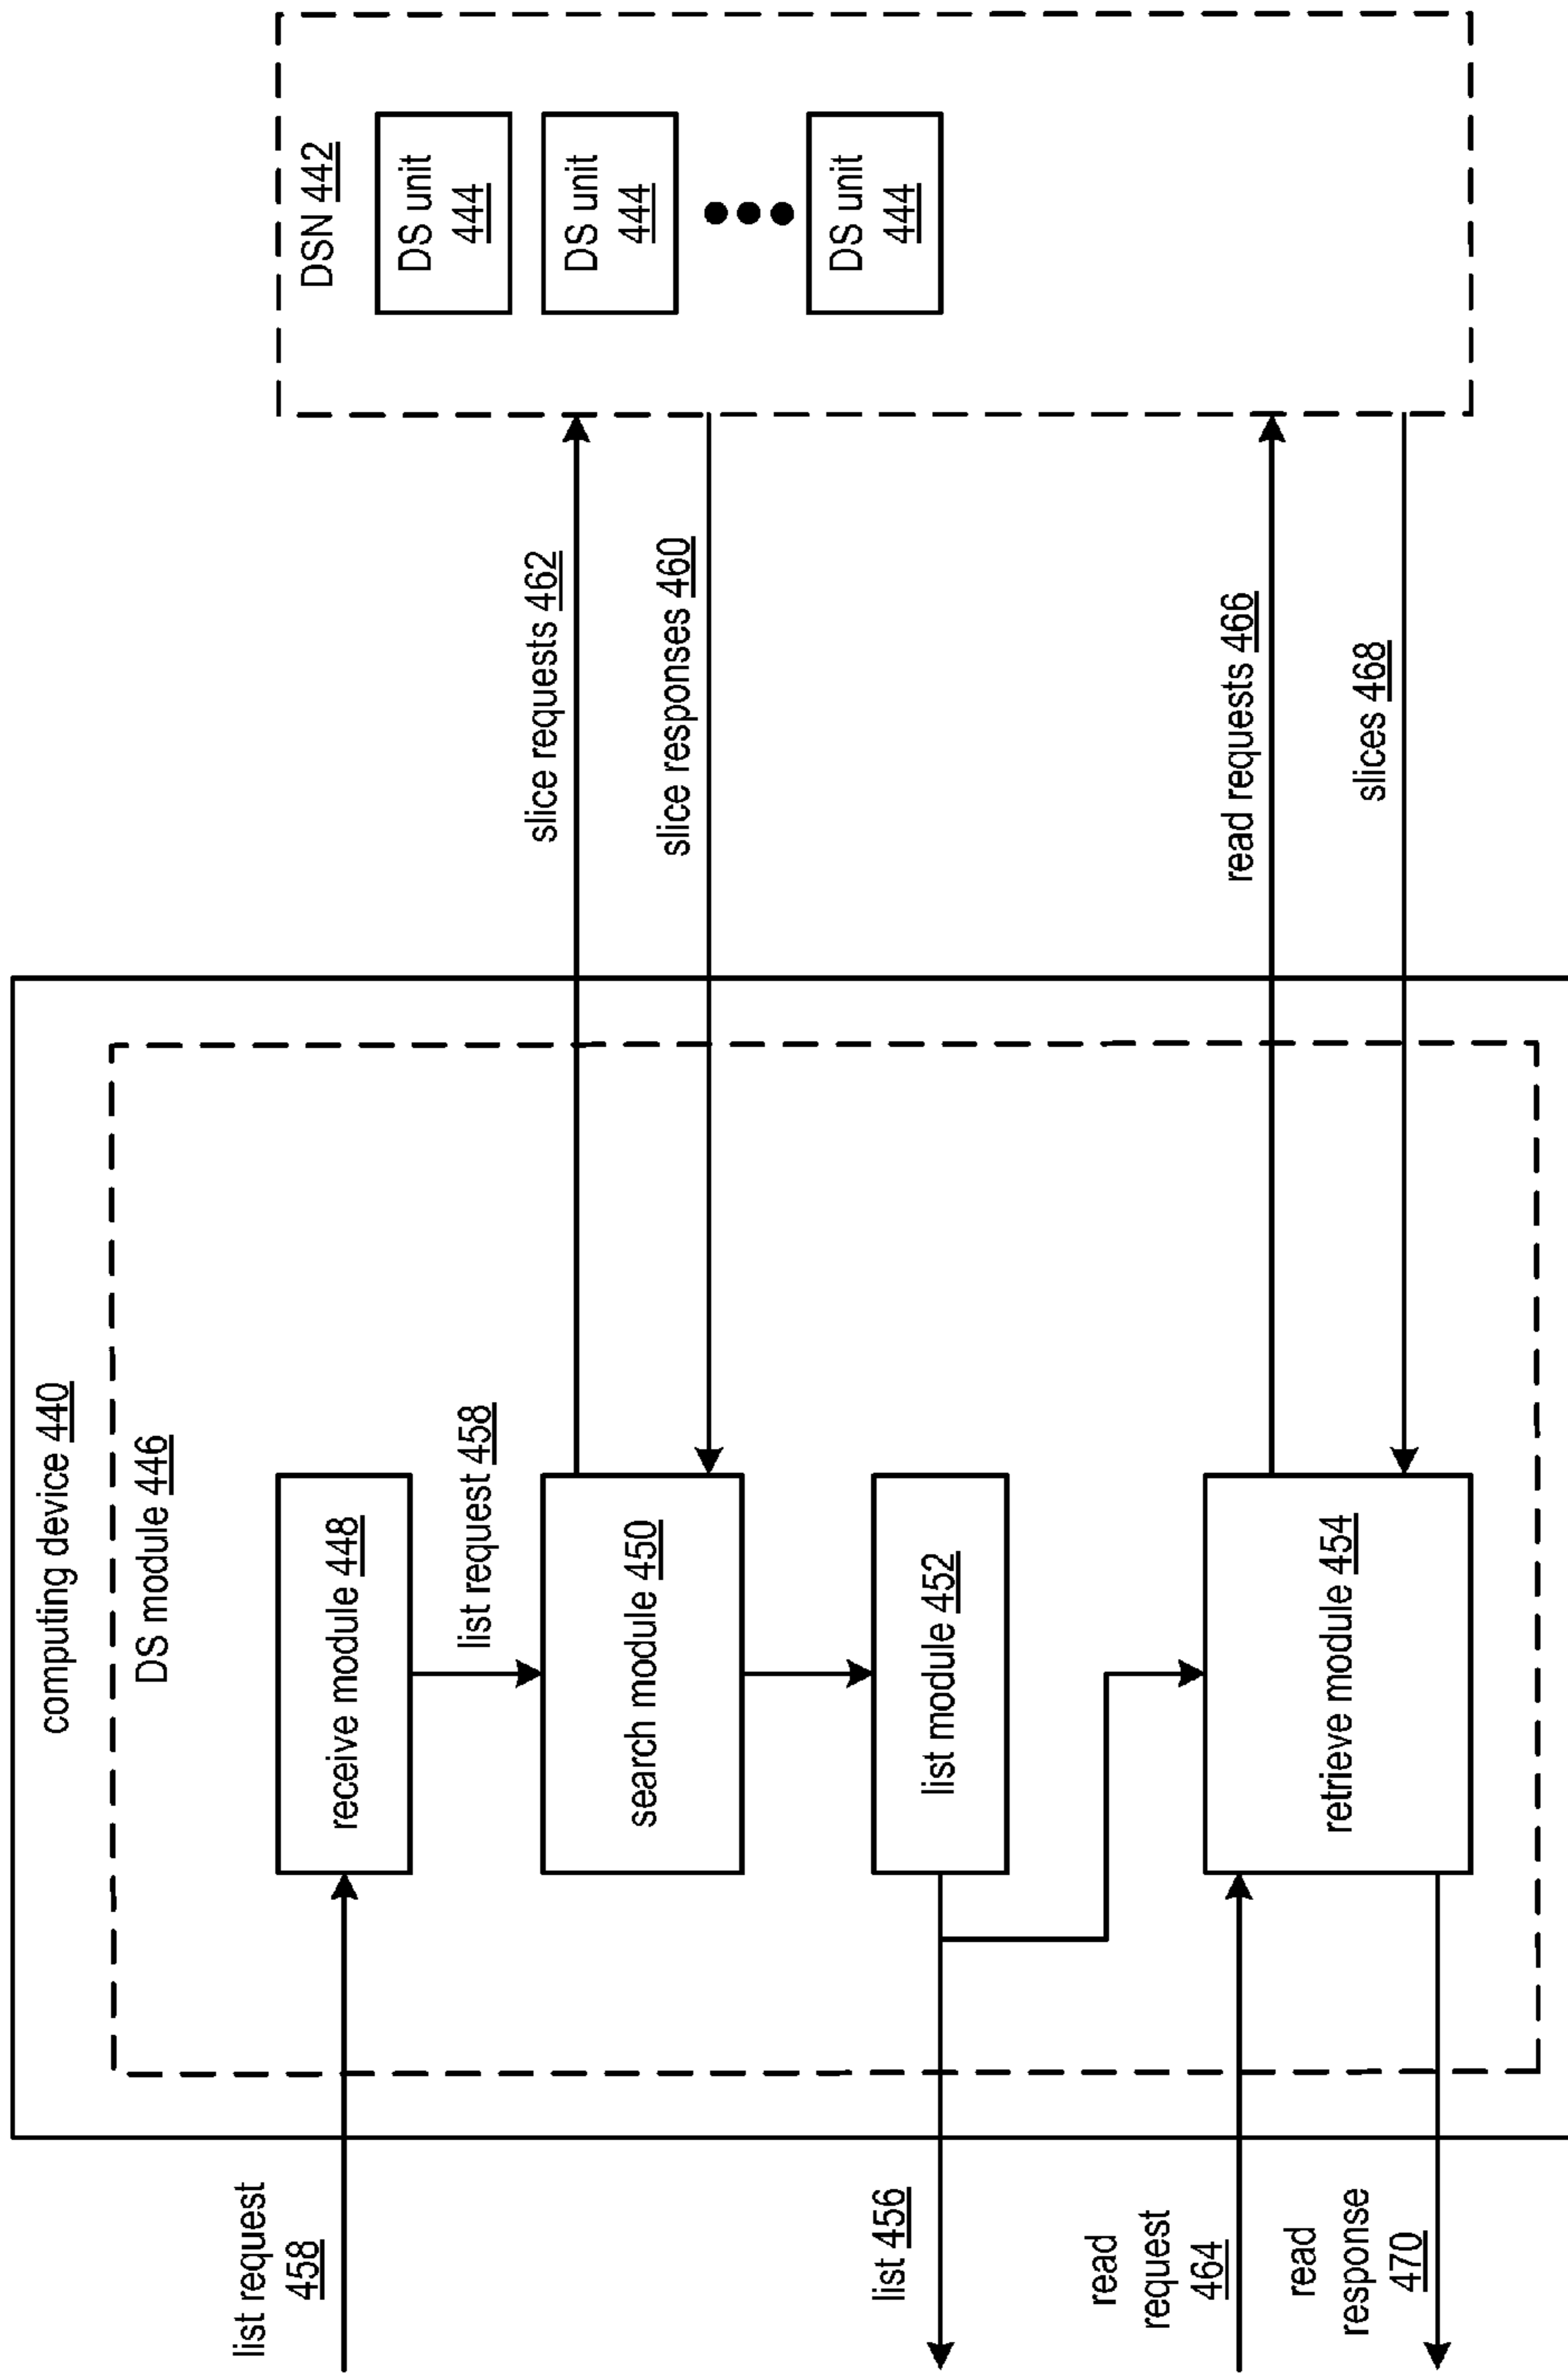 computing device 440
DS module 446
list request
458
receive module 448
list request 458
search module 450
list module 452
list 456
read
request
464
retrieve module 454
read
response
470
slice requests 462
slice responses 460
read requests 466
slices 468
DSN 442
DS unit
444
DS unit
444
DS unit
444